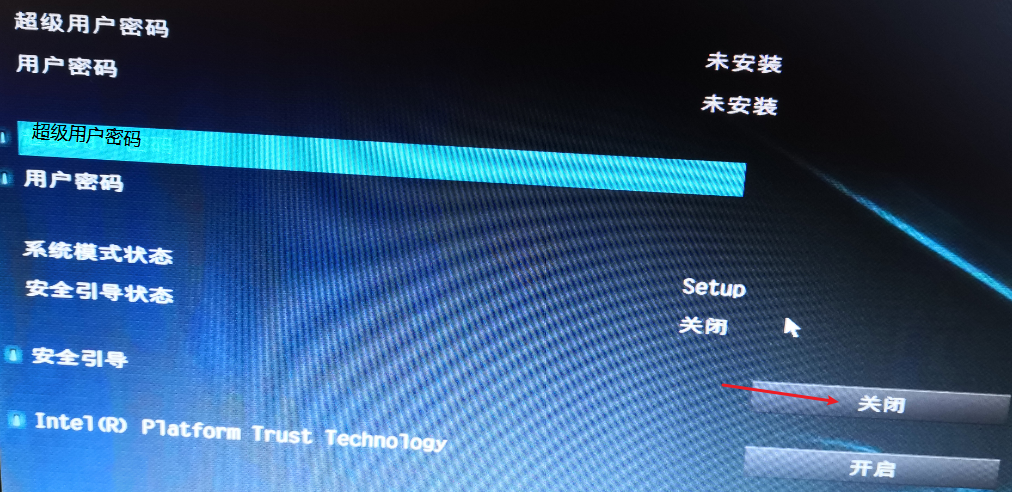 超级用户密码
未安装
用户密码
未安装
超级用户密码
用户密码
系统模式状态
Setup
安全引导状态
关闭
安全引导
关闭
Intel(R) Platform Trust Technology
开启